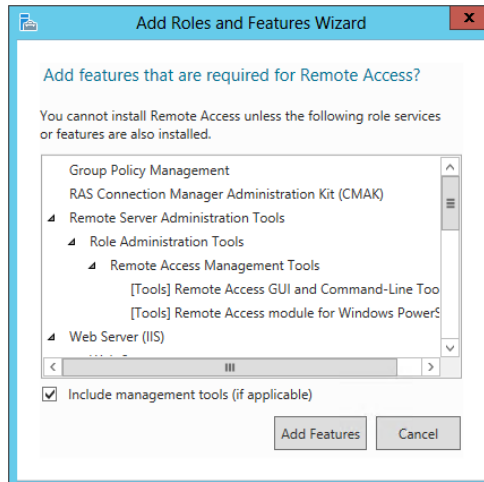 Add Roles and Features Wizard
x
Add features that are required for Remote Access?
You cannot install Remote Access unless the following role services
or features are also installed.
Group Policy Management
RAS Connection Manager Administration Kit (CMAK)
Remote Server Administration Tools
Role Administration Tools
Remote Access Management Tools
[Tools] Remote Access GUI and Command-Line Too
[Tools] Remote Access module for Windows PowerS
Web Server (IIS)
Include management tools (if applicable)
Add Features
Cancel